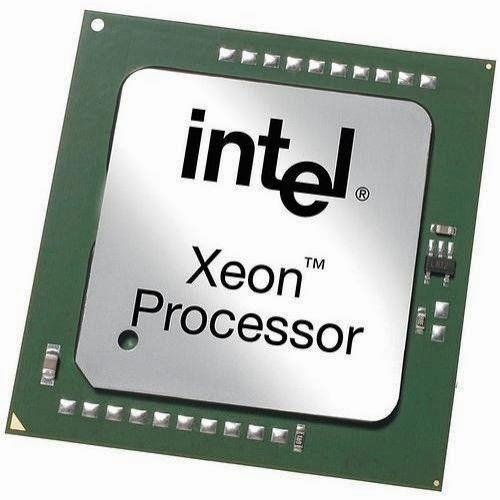 intel®
Xeon™
Processor